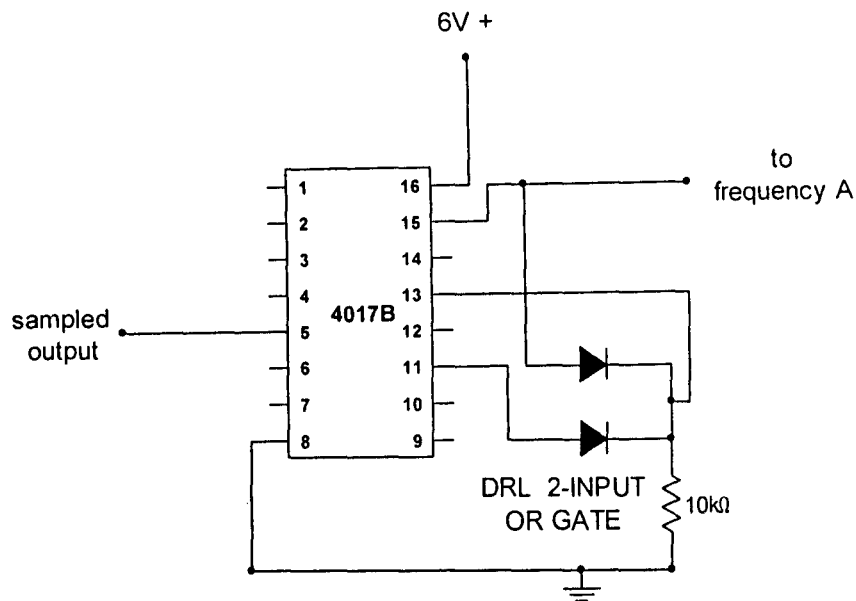 6V +
to
frequency A
1
16
2
15
3
14
4
13
4017B
sampled
output
5
12
6
11
7
10
8
9
DRL 2-INPUT
OR GATE
10kΩ